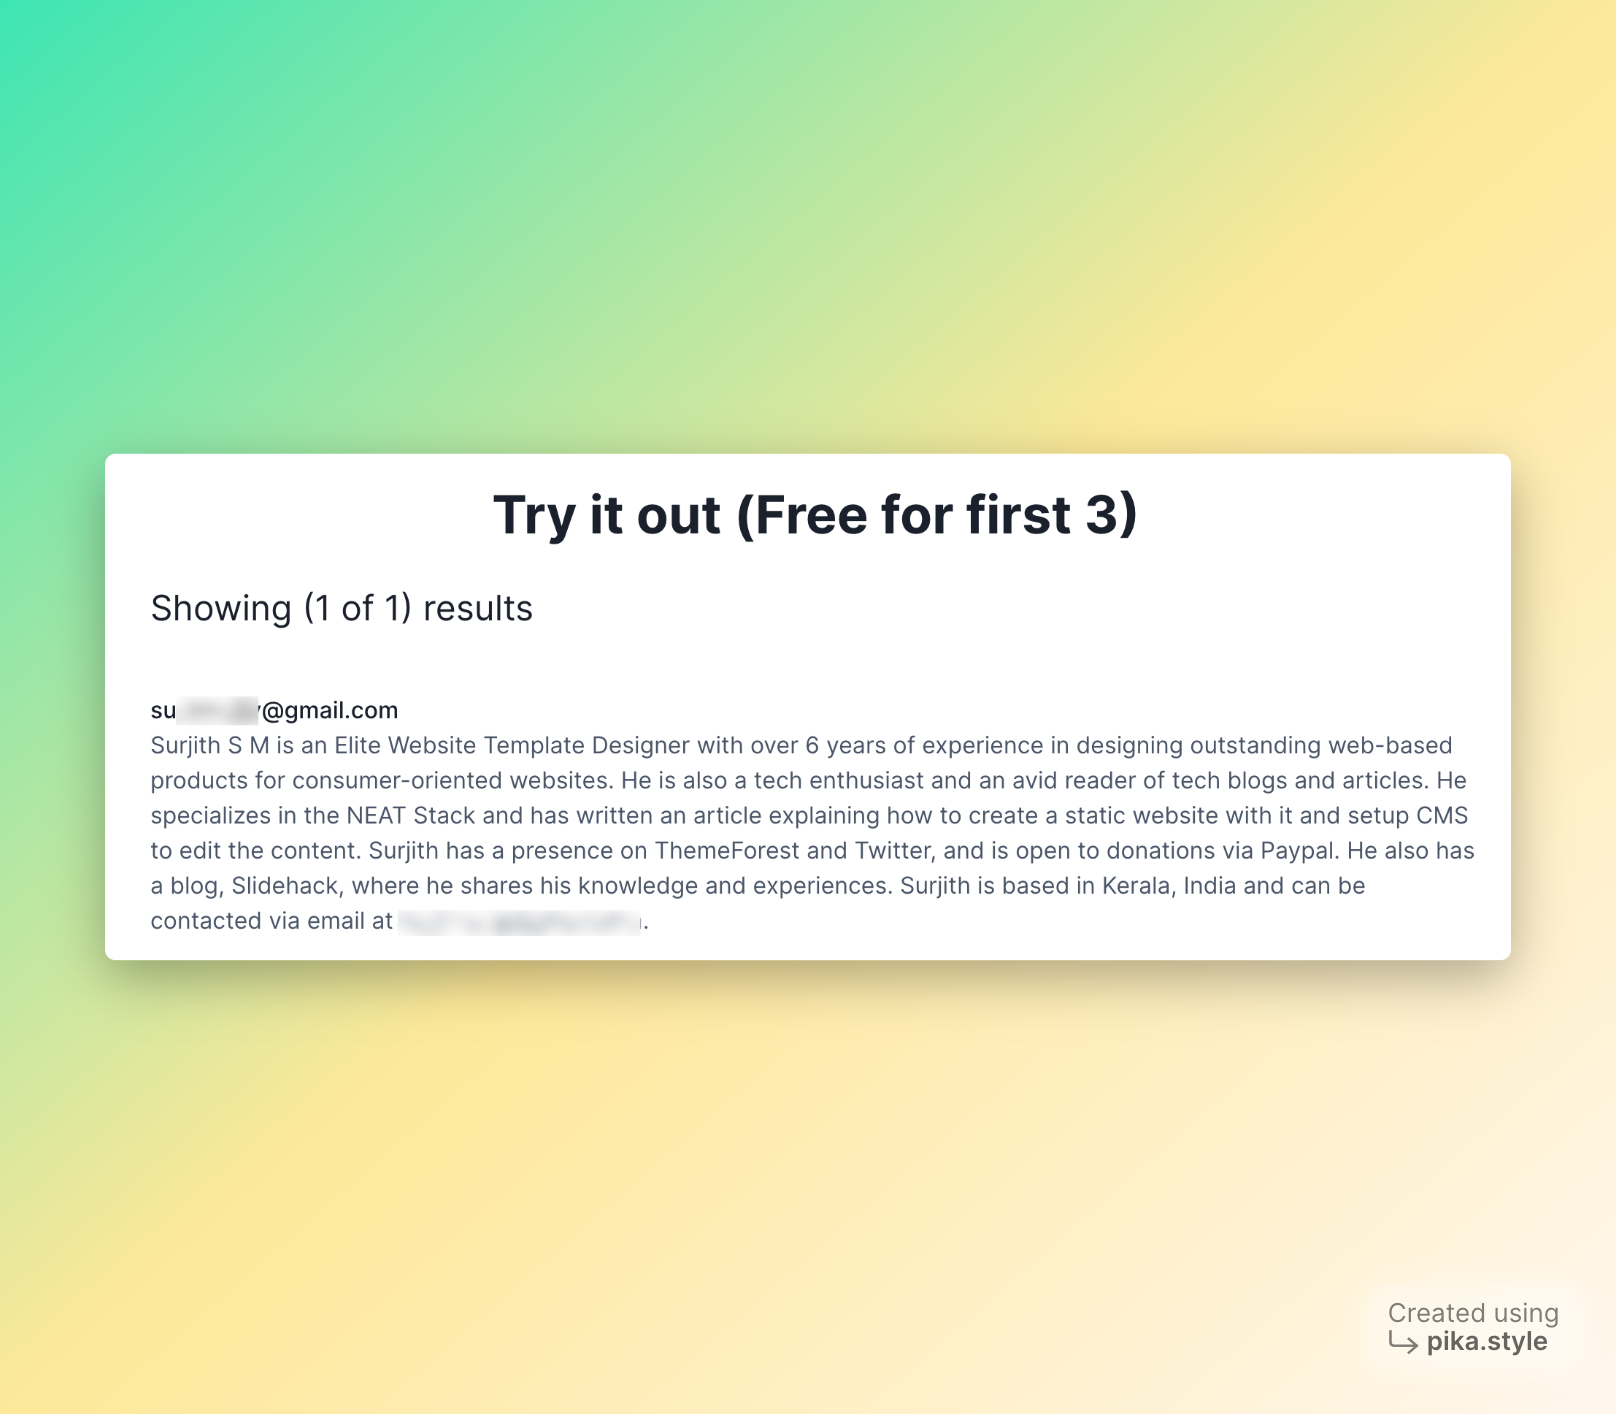 Try it out (Free for first 3)
Showing (1 of 1) results
su @gmail.com
Surjith S M is an Elite Website Template Designer with over 6 years of experience in designing outstanding web-based
products for consumer-oriented websites. He is also a tech enthusiast and an avid reader of tech blogs and articles. He
specializes in the NEAT Stack and has written an article explaining how to create a static website with it and setup CMS
to edit the content. Surjith has a presence on ThemeForest and Twitter, and is open to donations via Paypal. He also has
a blog, Slidehack, where he shares his knowledge and experiences. Surjith is based in Kerala, India and can be
contacted via email at .
Created using
pika.style